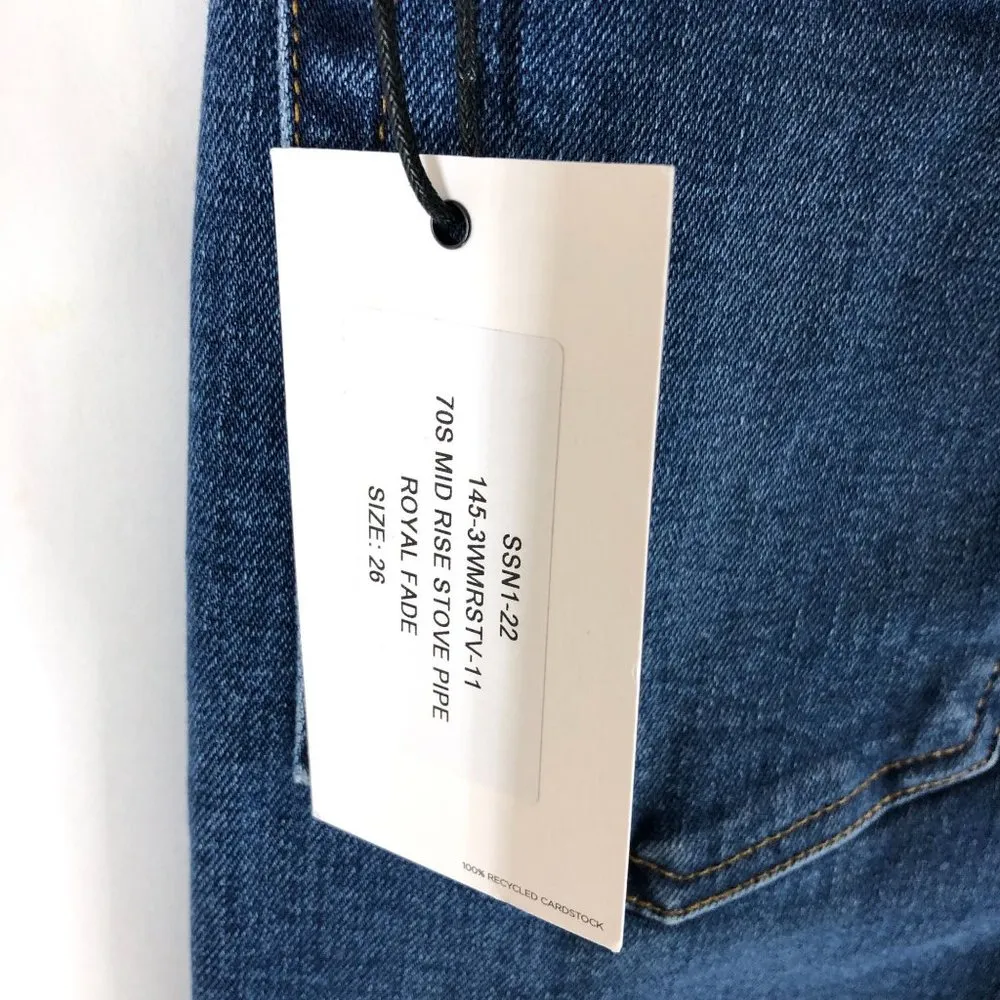 SSN1-22
145-3WMRSTV-11
70S MID RISE STOVE PIPE
ROYAL FADE
SIZE: 26
100% RECYCLED CARDSTOCK